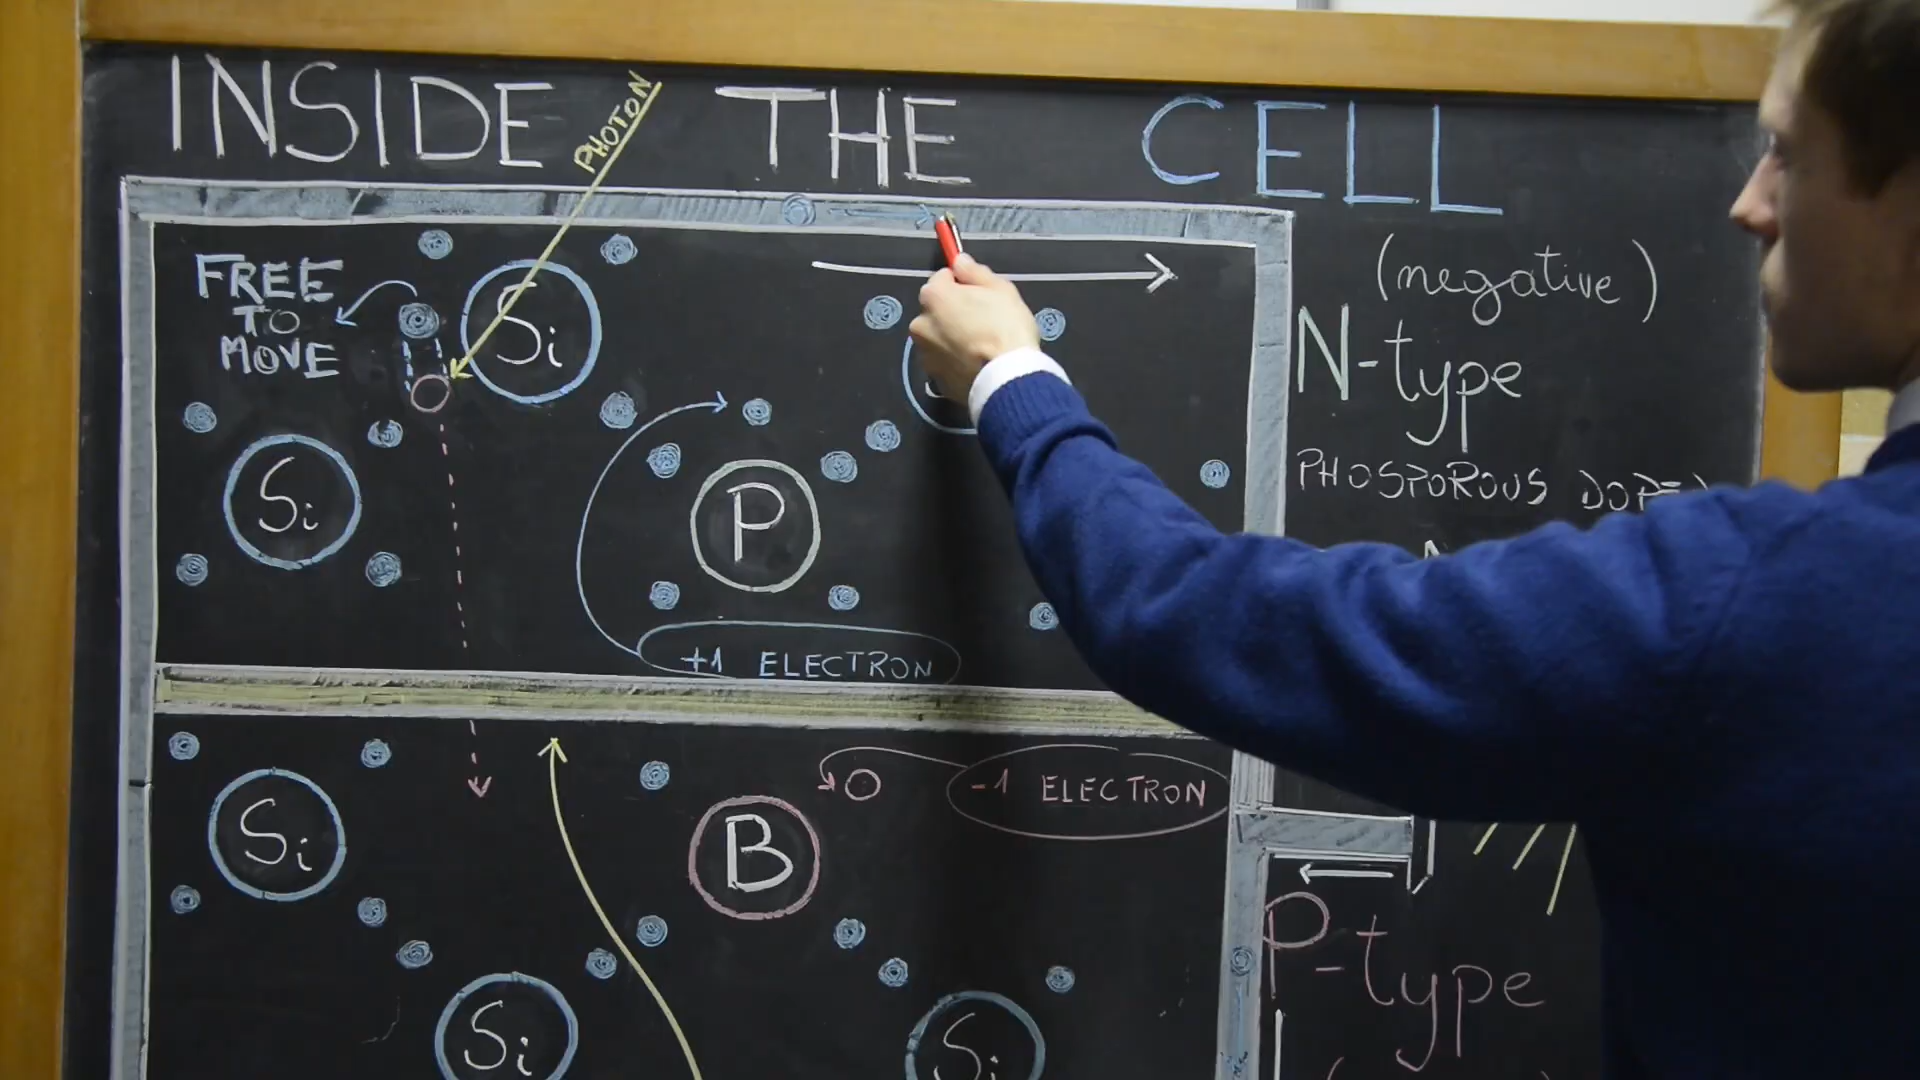 INSIDE THE CELL
PHOTON
FREE
TO
MOVE
Si
Si
P
+1 ELECTRON
(negative)
N-type
PHOSPOROUS DOPED
-1 ELECTRON
Si
B
P-type
Si
Si